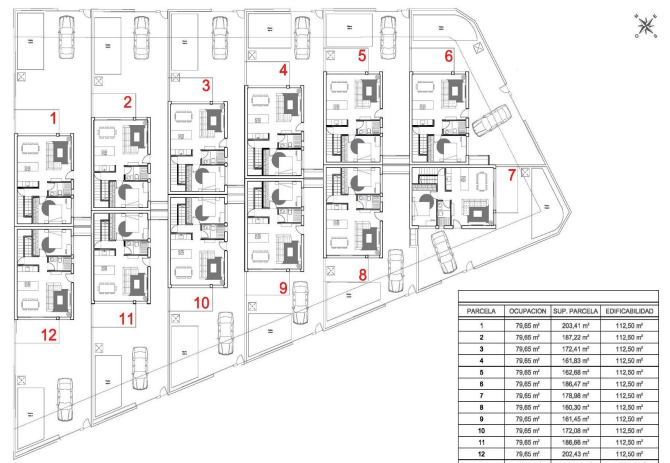 1
2
3
4
5
6
7
8
9
10
11
12
PARCELA OCUPACION SUP. PARCELA EDIFICABILIDAD
1 79,65 m² 203,41 m² 112,50 m²
2 79,65 m² 187,22 m² 112,50 m²
3 79,65 m² 172,41 m² 112,50 m²
4 79,65 m² 161,83 m² 112,50 m²
5 79,65 m² 162,68 m² 112,50 m²
6 79,65 m² 186,47 m² 112,50 m²
7 79,65 m² 178,98 m² 112,50 m²
8 79,65 m² 160,30 m² 112,50 m²
9 79,65 m² 161,45 m² 112,50 m²
10 79,65 m² 172,08 m² 112,50 m²
11 79,65 m² 186,66 m² 112,50 m²
12 79,65 m² 202,43 m² 112,50 m²